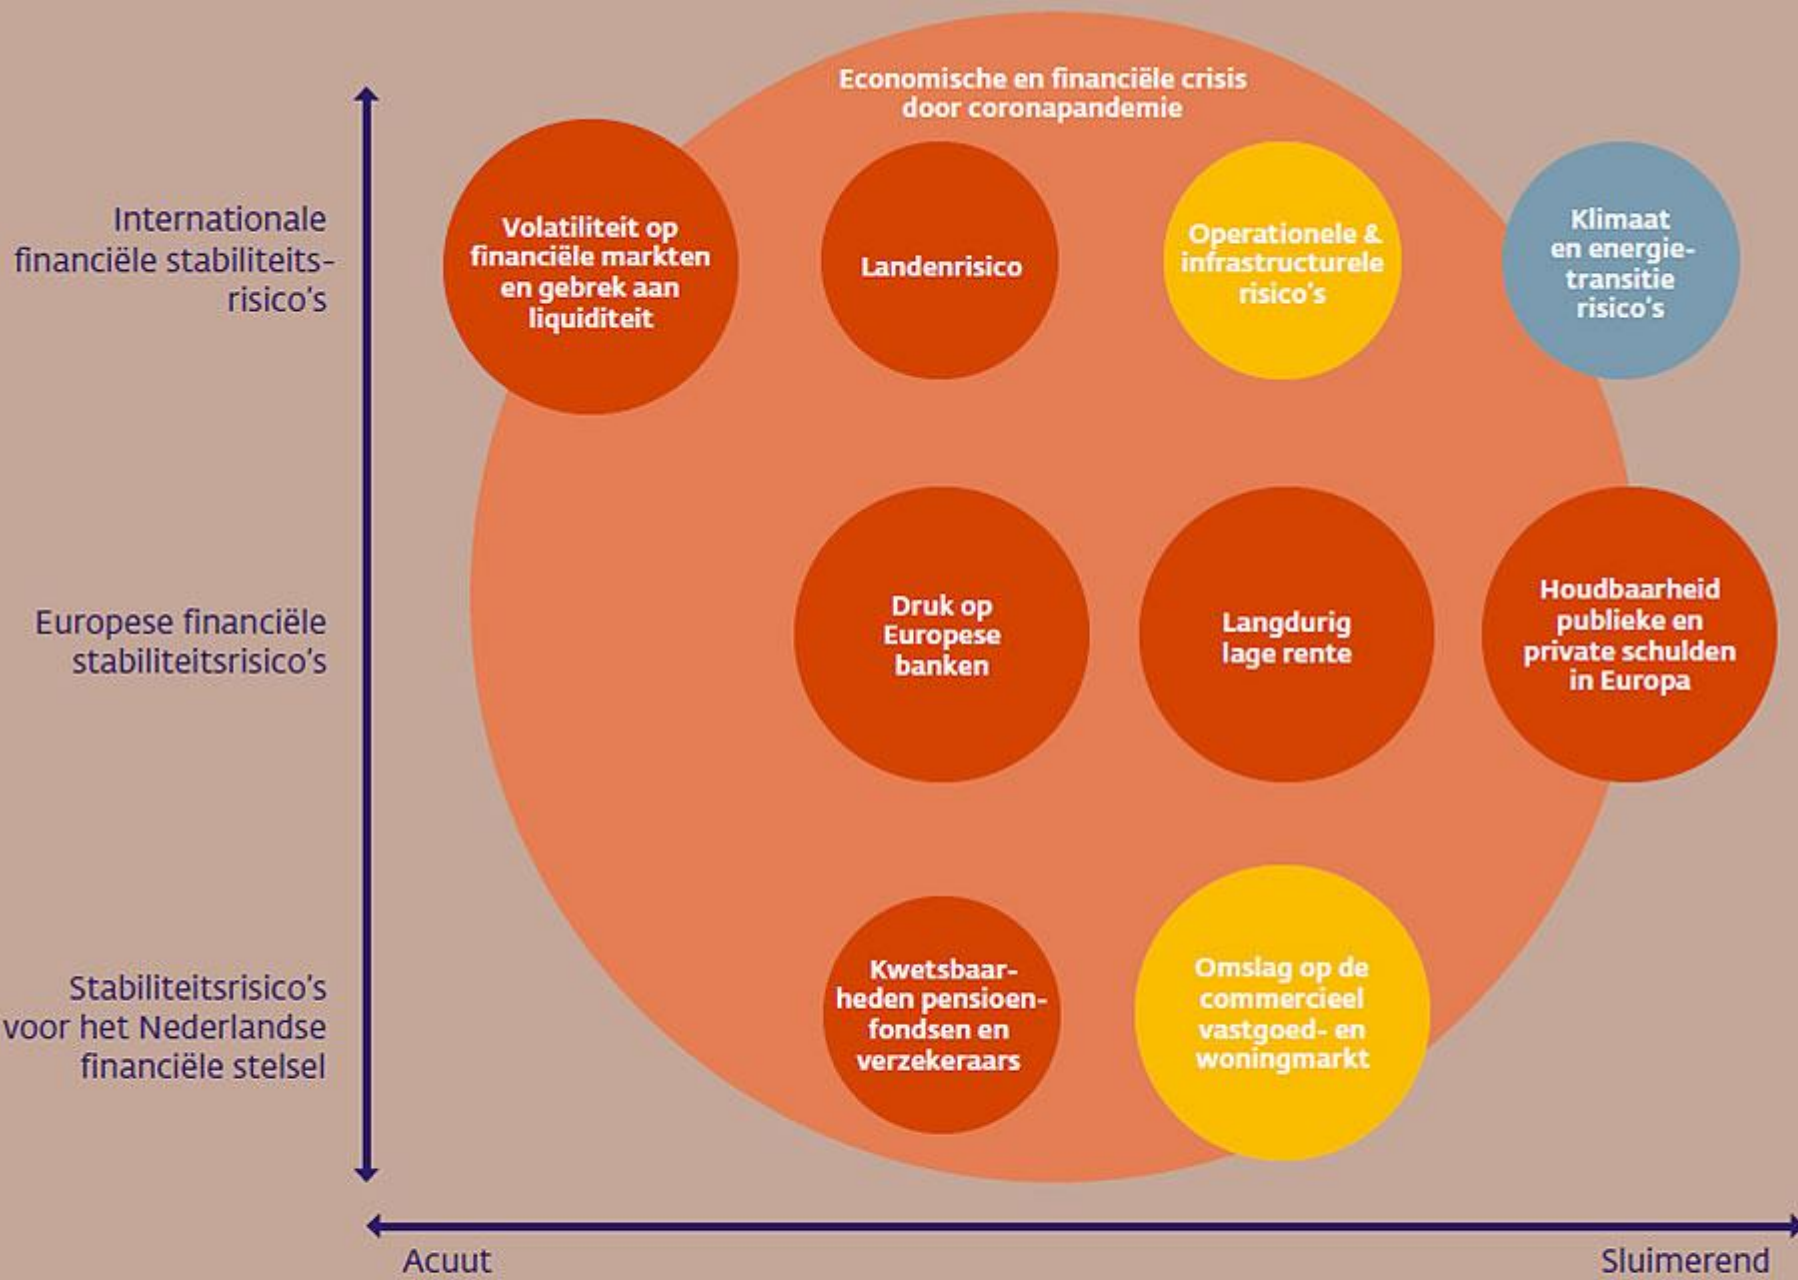 Economische en financiële crisis
door coronapandemie
Internationale
financiële stabiliteits-
risico's
Volatiliteit op
financiële markten
en gebrek aan
liquiditeit
Landenrisico
Operationele &
infrastructurele
risico's
Klimaat
en energie-
transitie
risico's
Europese financiële
stabiliteitsrisico's
Druk op
Europese
banken
Langdurig
lage rente
Houdbaarheid
publieke en
private schulden
in Europa
Stabiliteitsrisico's
voor het Nederlandse
financiële stelsel
Kwetsbaar-
heden pensioen-
fondsen en
verzekeraars
Omslag op de
commercieel
vastgoed- en
woningmarkt
Acuut
Sluimerend